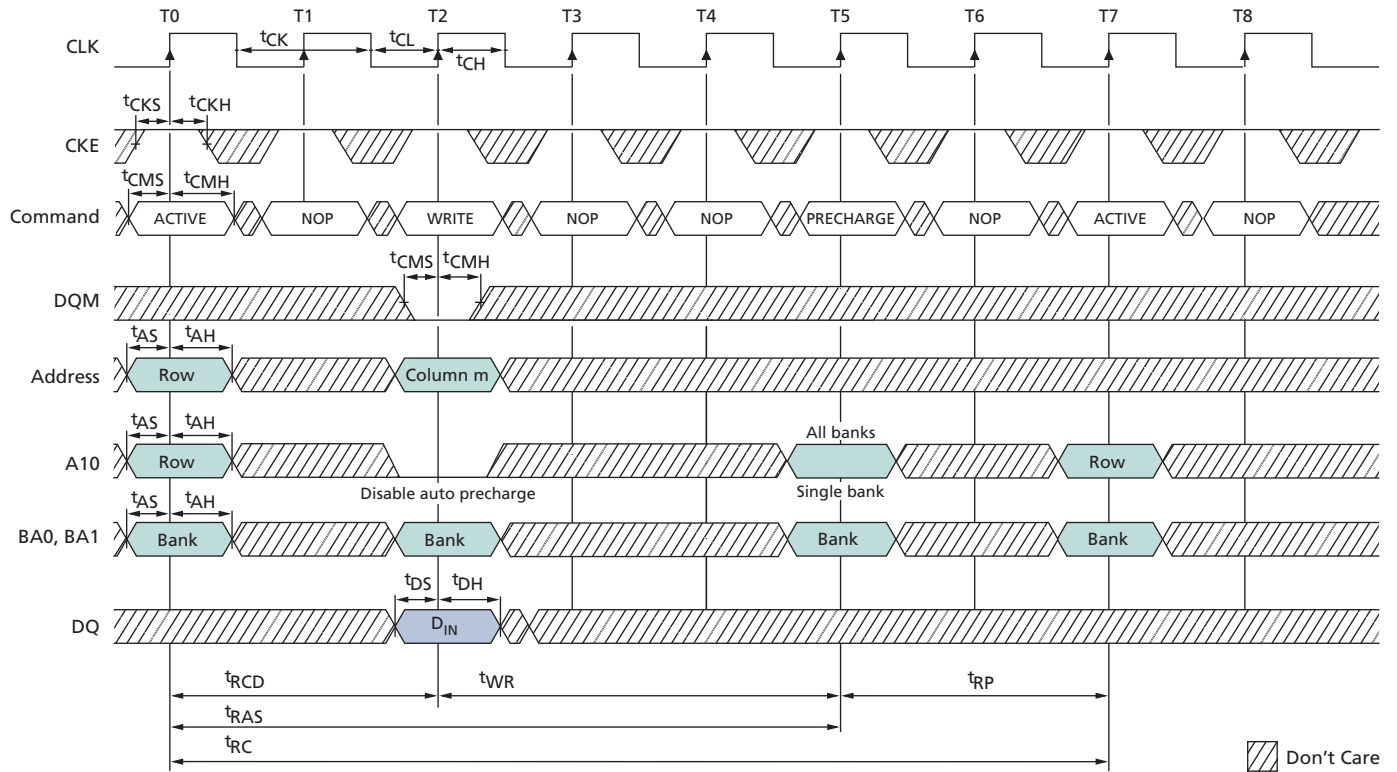 T0 T1 T2 T3 T4 T5 T6 T7 T8
CLK
tCK tCL
tCH
tCKS tCKH
CKE
tCMS tCMH
Command ACTIVE NOP WRITE NOP NOP PRECHARGE NOP ACTIVE NOP
tCMS tCMH
DQM
tAS tAH
Address Row Column m
tAS tAH
All banks
A10 Row Row
Disable auto precharge Single bank
tAS tAH
BA0, BA1 Bank Bank Bank Bank
tDS tDH
DQ DIN
tRCD tWR tRP
tRAS
tRC
Don't Care